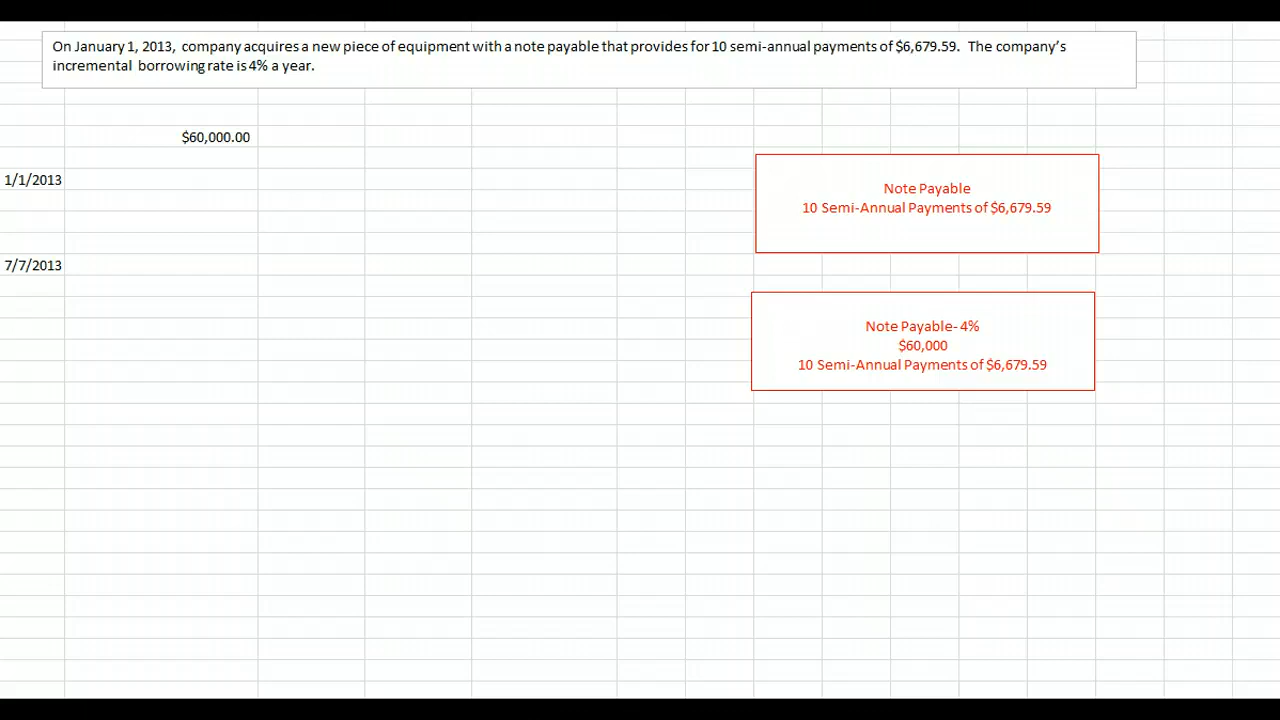 On January 1, 2013, company acquires a new piece of equipment with a note payable that provides for 10 semi-annual payments of $6,679.59. The company's
incremental borrowing rate is 4% a year.
$60,000.00
1/1/2013
Note Payable
10 Semi-Annual Payments of $6,679.59
7/7/2013
Note Payable- 4%
$60,000
10 Semi-Annual Payments of $6,679.59